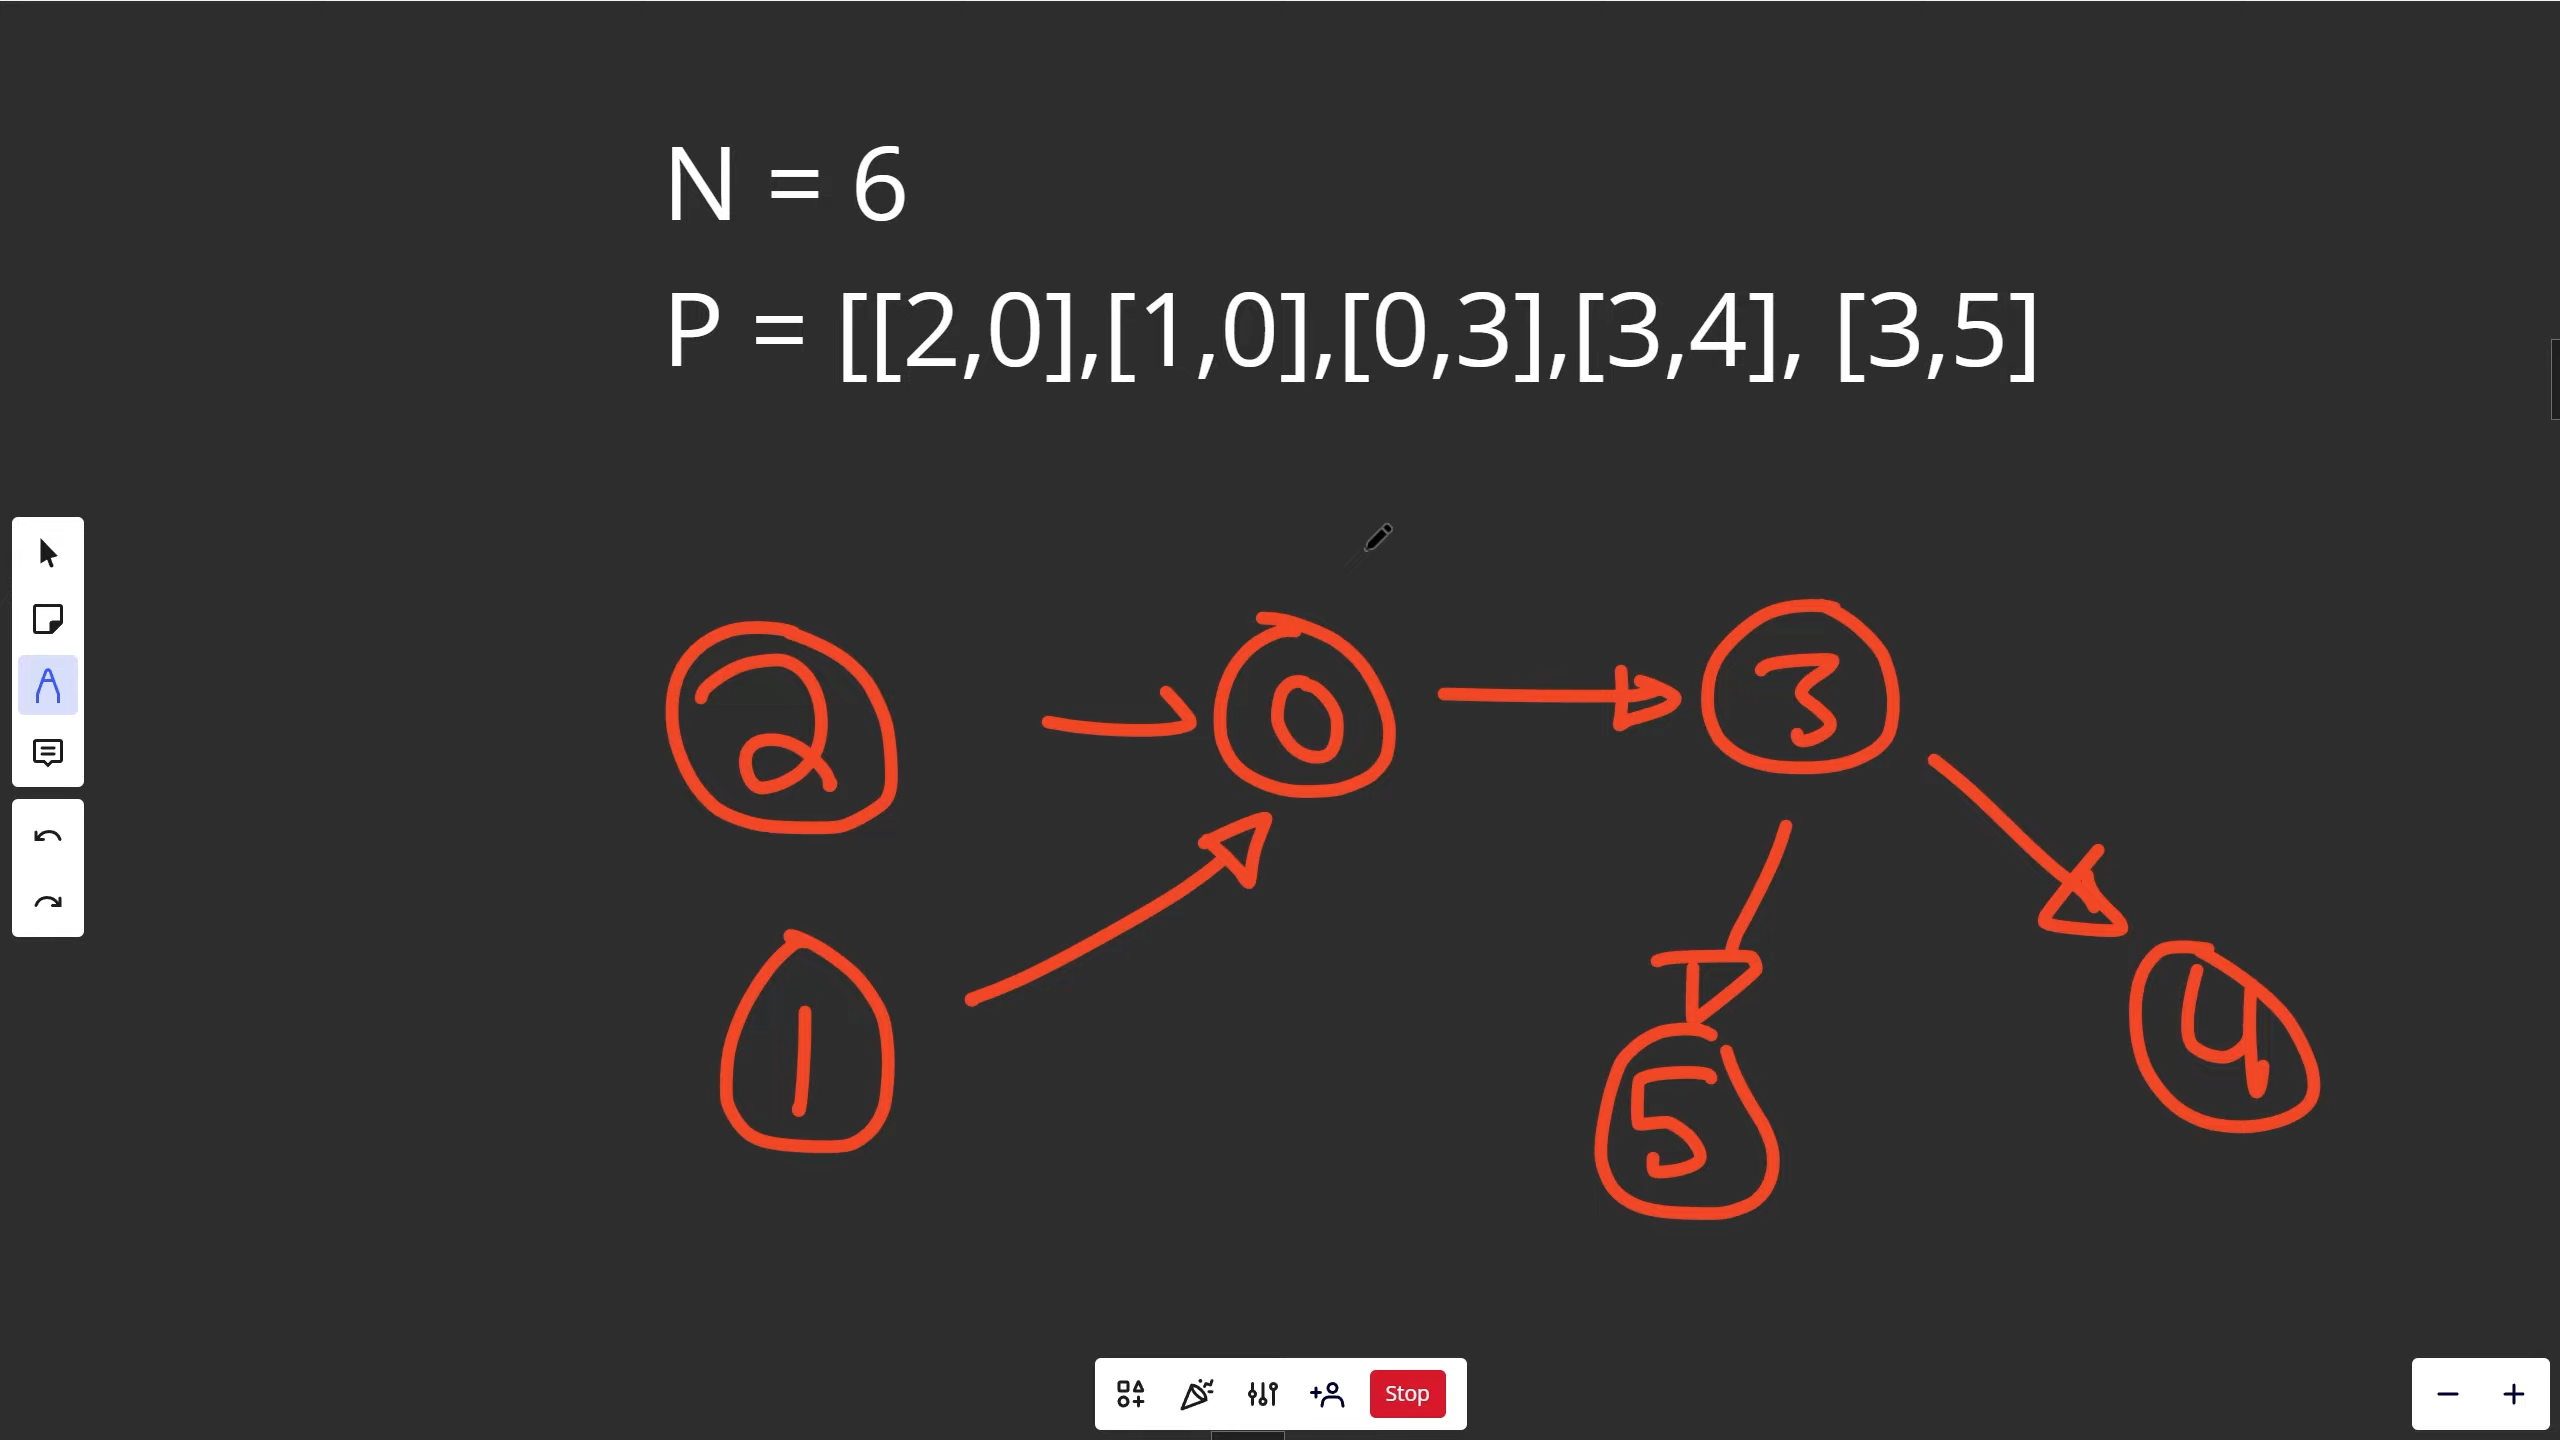 N = 6
P = [[2,0],[1,0],[0,3],[3,4], [3,5]
2
0
3
1
5
4
Stop